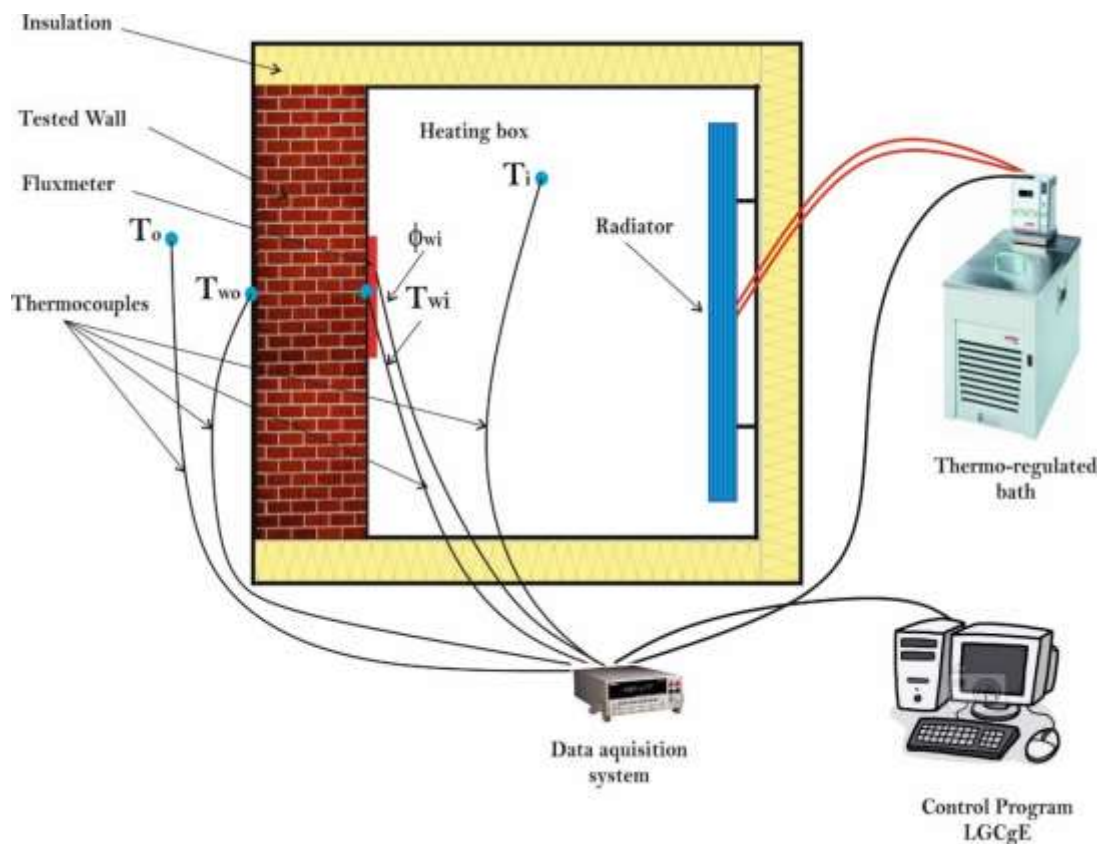 Insulation
Tested Wall
Heating box
Fluxmeter
Ti
To
ϕwi
Radiator
Two
Twi
Thermocouples
Thermo-regulated
bath
Data aquisition
system
Control Program
LGCgE